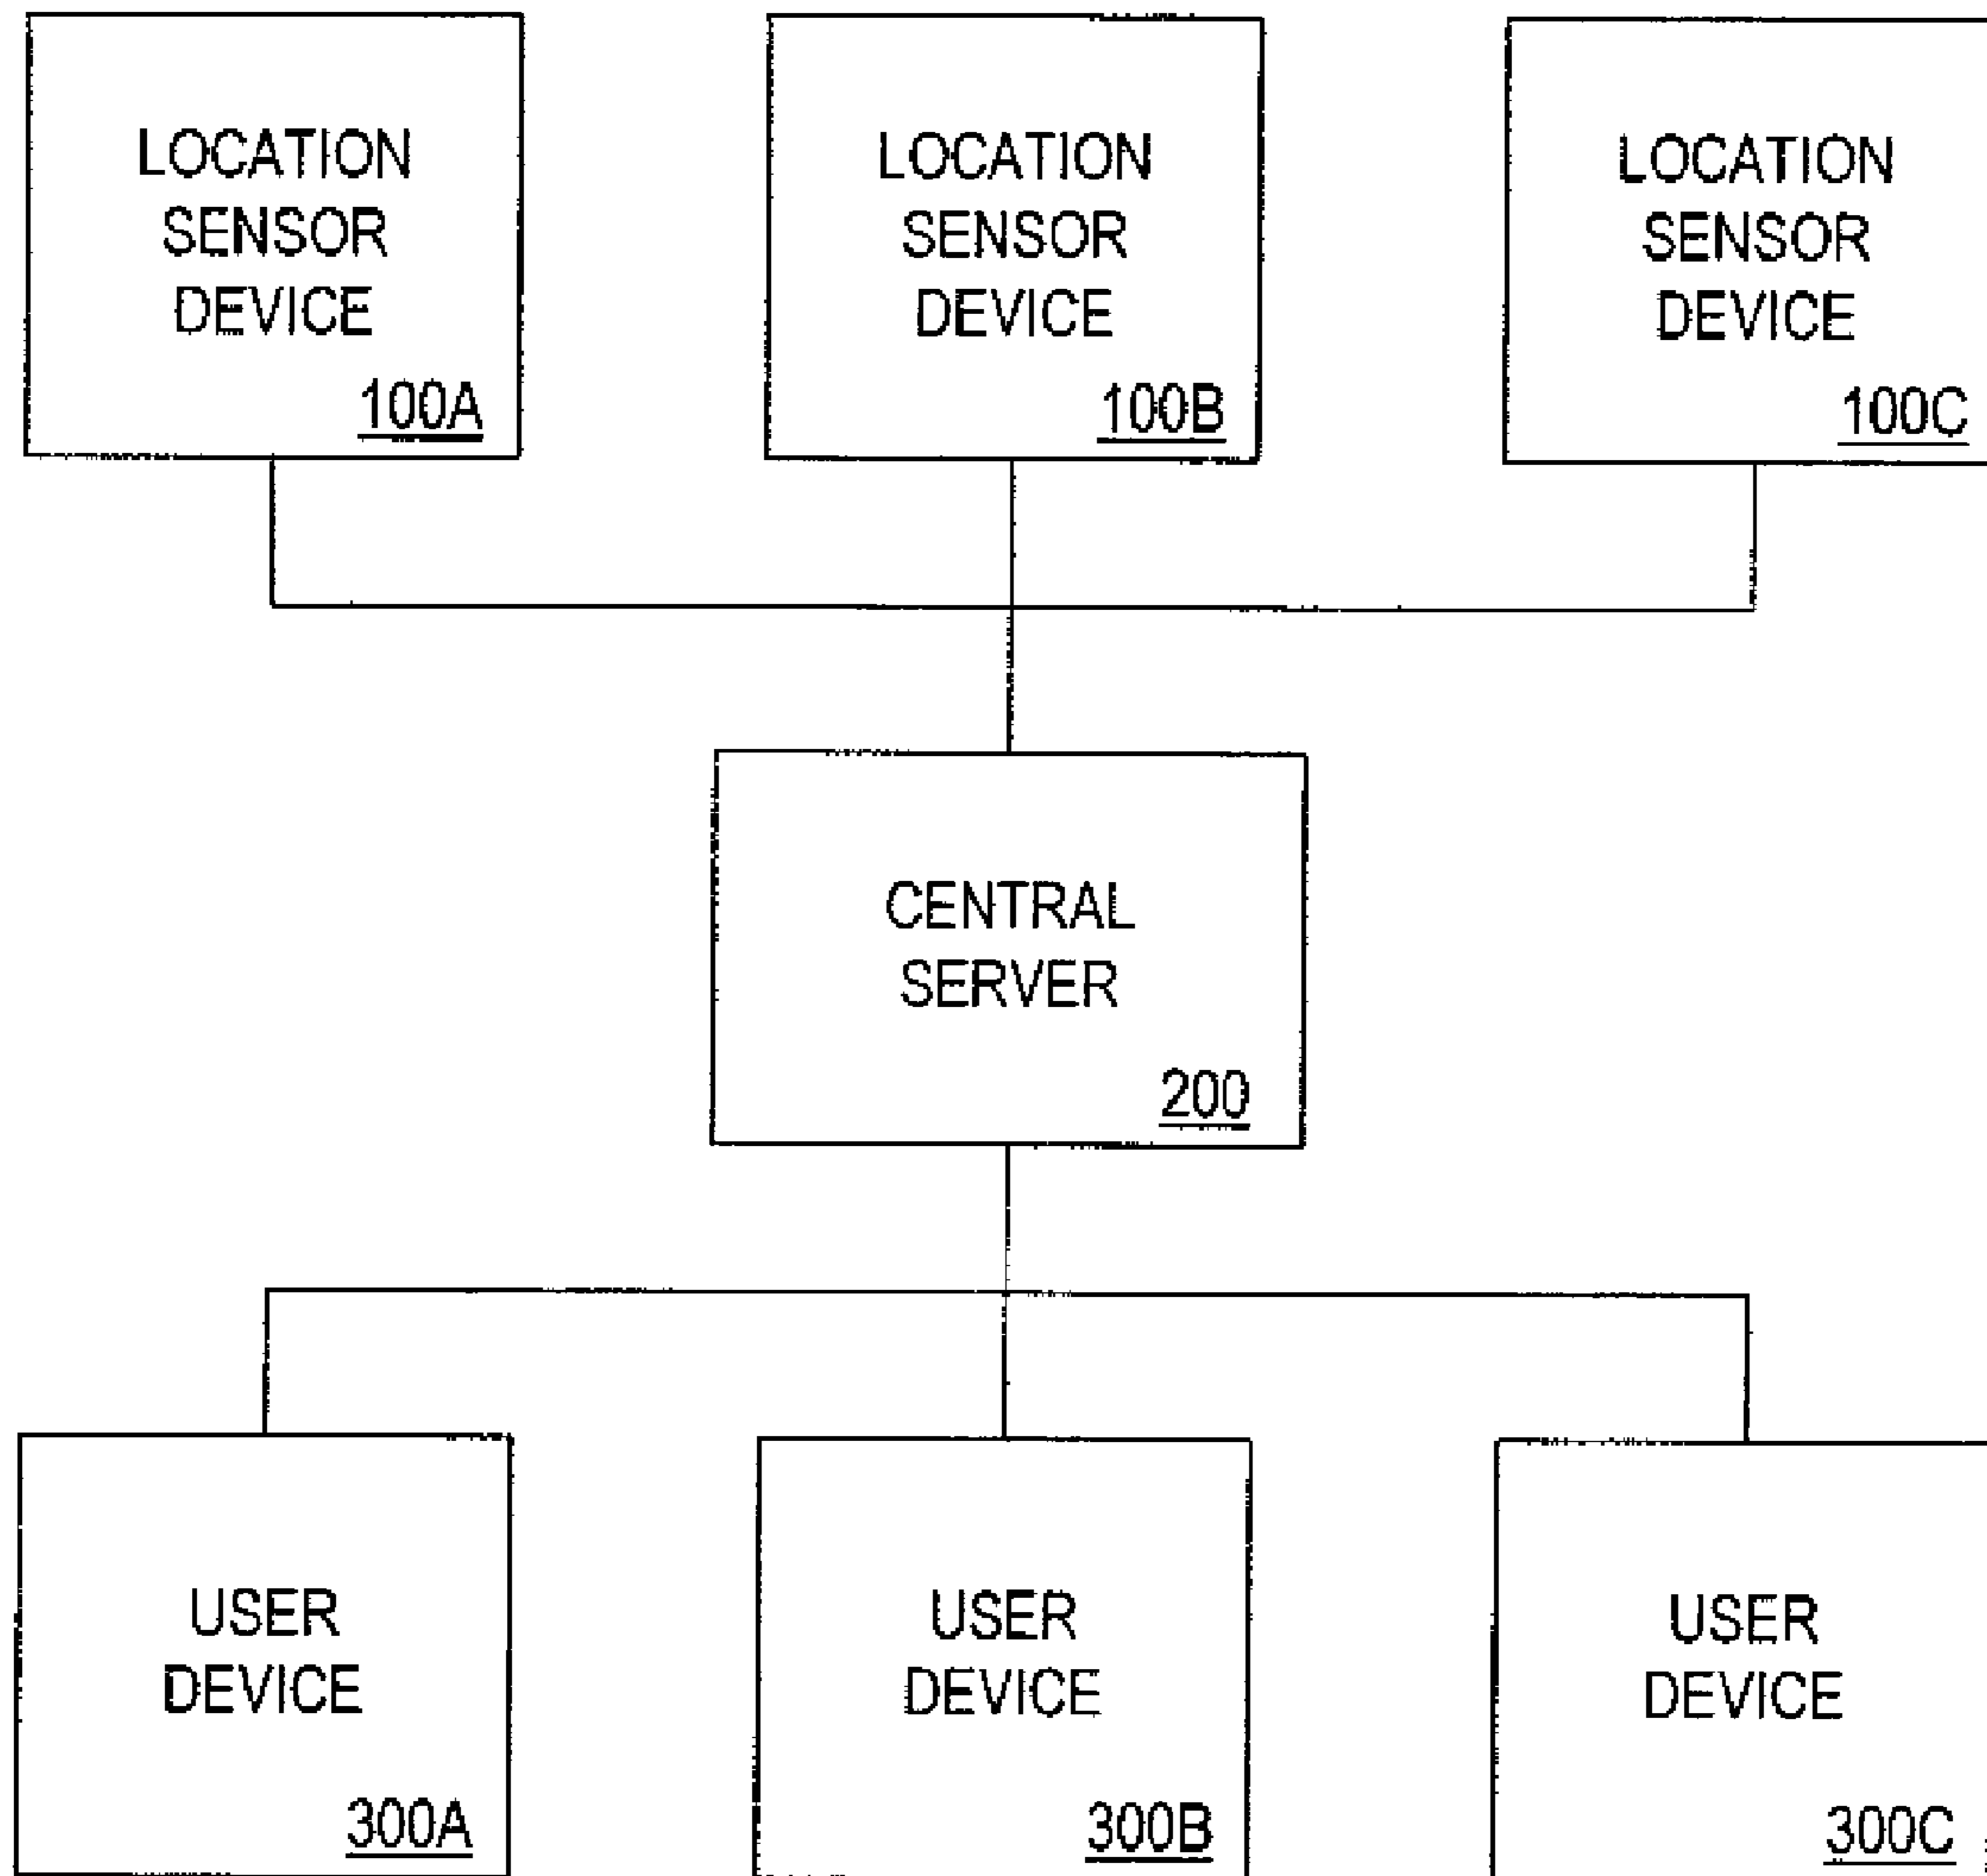 LOCATION
SENSOR
DEVICE
100A
LOCATION
SENSOR
DEVICE
100B
LOCATION
SENSOR
DEVICE
100C
CENTRAL
SERVER
200
USER
DEVICE
300A
USER
DEVICE
300B
USER
DEVICE
300C